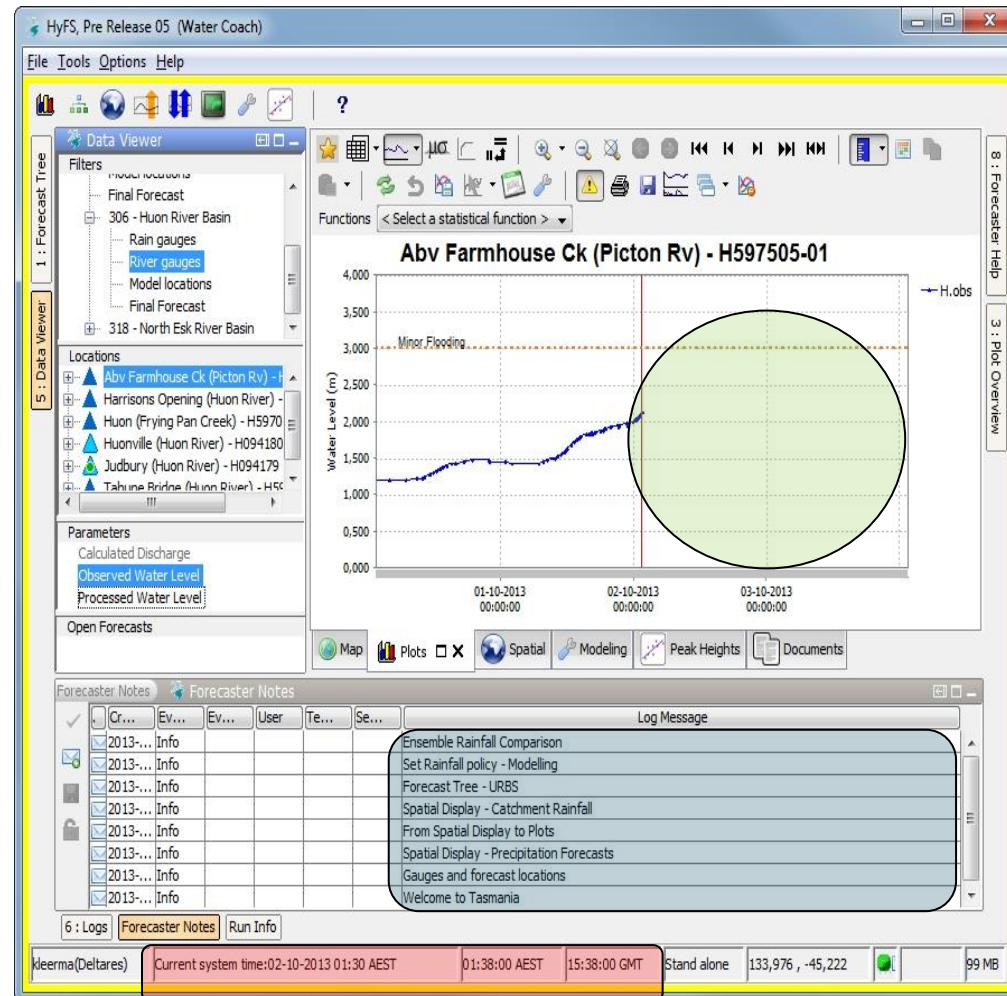 HyFS, Pre Release 05 (Water Coach)
File Tools Options Help
?
1 : Forecast Tree
5 : Data Viewer
Data Viewer
Filters
Model locations
Final Forecast
306 - Huon River Basin
Rain gauges
River gauges
Model locations
Final Forecast
318 - North Esk River Basin
Locations
Abv Farmhouse Ck (Picton Rv) - H
Harrisons Opening (Huon River) -
Huon (Frying Pan Creek) - H5970
Huonville (Huon River) - H094180
Judbury (Huon River) - H094179
Tahune Bridge (Huon River) - H59
Parameters
Calculated Discharge
Observed Water Level
Processed Water Level
Open Forecasts
μσ
Functions < Select a statistical function >
Abv Farmhouse Ck (Picton Rv) - H597505-01
H.obs
Water Level (m)
4,000
3,500
3,000
2,500
2,000
1,500
1,000
0,500
0,000
Minor Flooding
01-10-2013 02-10-2013 03-10-2013
00:00:00 00:00:00 00:00:00
8 : Forecaster Help
3 : Plot Overview
Map Plots Spatial Modeling Peak Heights Documents
Forecaster Notes Forecaster Notes
. Cr... Ev... Ev... User Te... Se... Log Message
2013-... Info Ensemble Rainfall Comparison
2013-... Info Set Rainfall policy - Modelling
2013-... Info Forecast Tree - URBS
2013-... Info Spatial Display - Catchment Rainfall
2013-... Info From Spatial Display to Plots
2013-... Info Spatial Display - Precipitation Forecasts
2013-... Info Gauges and forecast locations
2013-... Info Welcome to Tasmania
6 : Logs Forecaster Notes Run Info
kleerma(Deltares) Current system time:02-10-2013 01:30 AEST 01:38:00 AEST 15:38:00 GMT Stand alone 133,976 , -45,222 99 MB